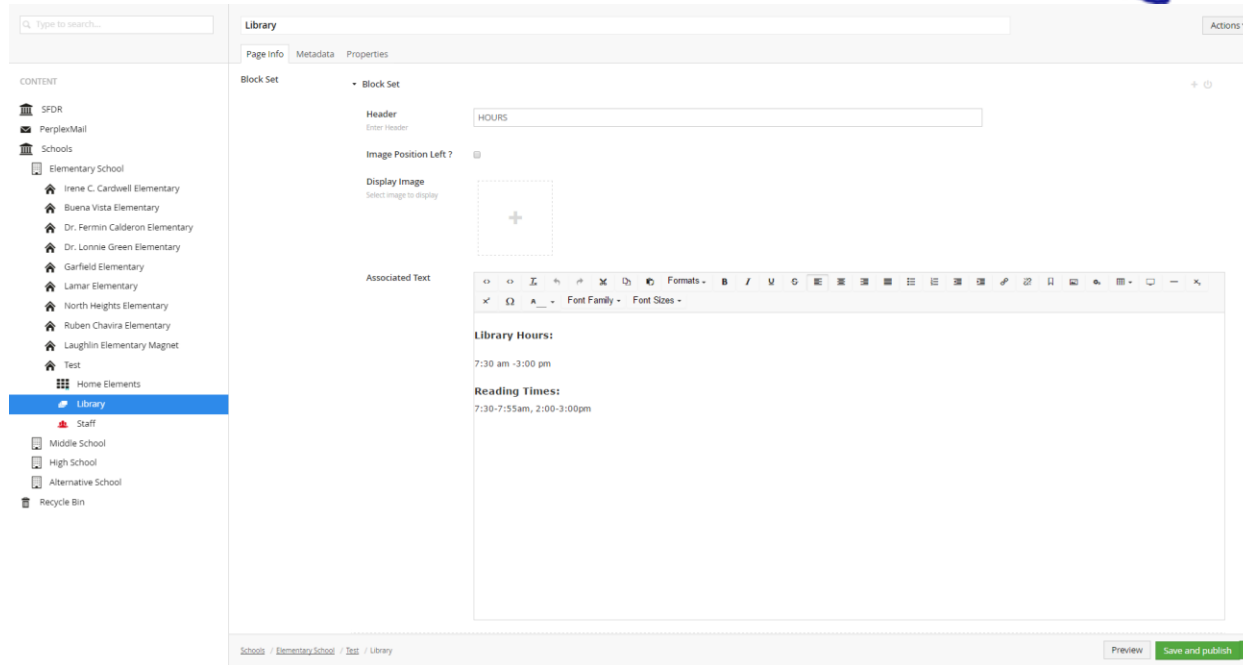 Type to search...
Library
Actions
Page Info Metadata Properties
CONTENT
SFDR
PerplexMail
Schools
Elementary School
Irene C. Cardwell Elementary
Buena Vista Elementary
Dr. Fermin Calderon Elementary
Dr. Lonnie Green Elementary
Garfield Elementary
Lamar Elementary
North Heights Elementary
Ruben Chavira Elementary
Laughlin Elementary Magnet
Test
Home Elements
Library
Staff
Middle School
High School
Alternative School
Recycle Bin
Block Set
Block Set
Header
Enter Header
HOURS
Image Position Left ?
Display Image
Select image to display
Associated Text
Formats
B I U S
Ω A Font Family Font Sizes
Library Hours:
7:30 am -3:00 pm
Reading Times:
7:30-7:55am, 2:00-3:00pm
Schools / Elementary School / Test / Library
Preview Save and publish